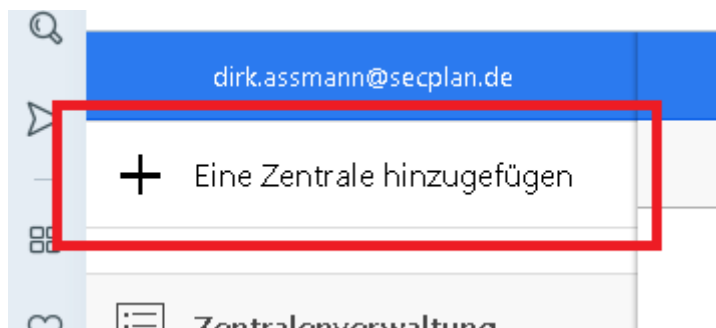 dirk.assmann@secplan.de
Eine Zentrale hinzugefügen
Zentralenverwaltung